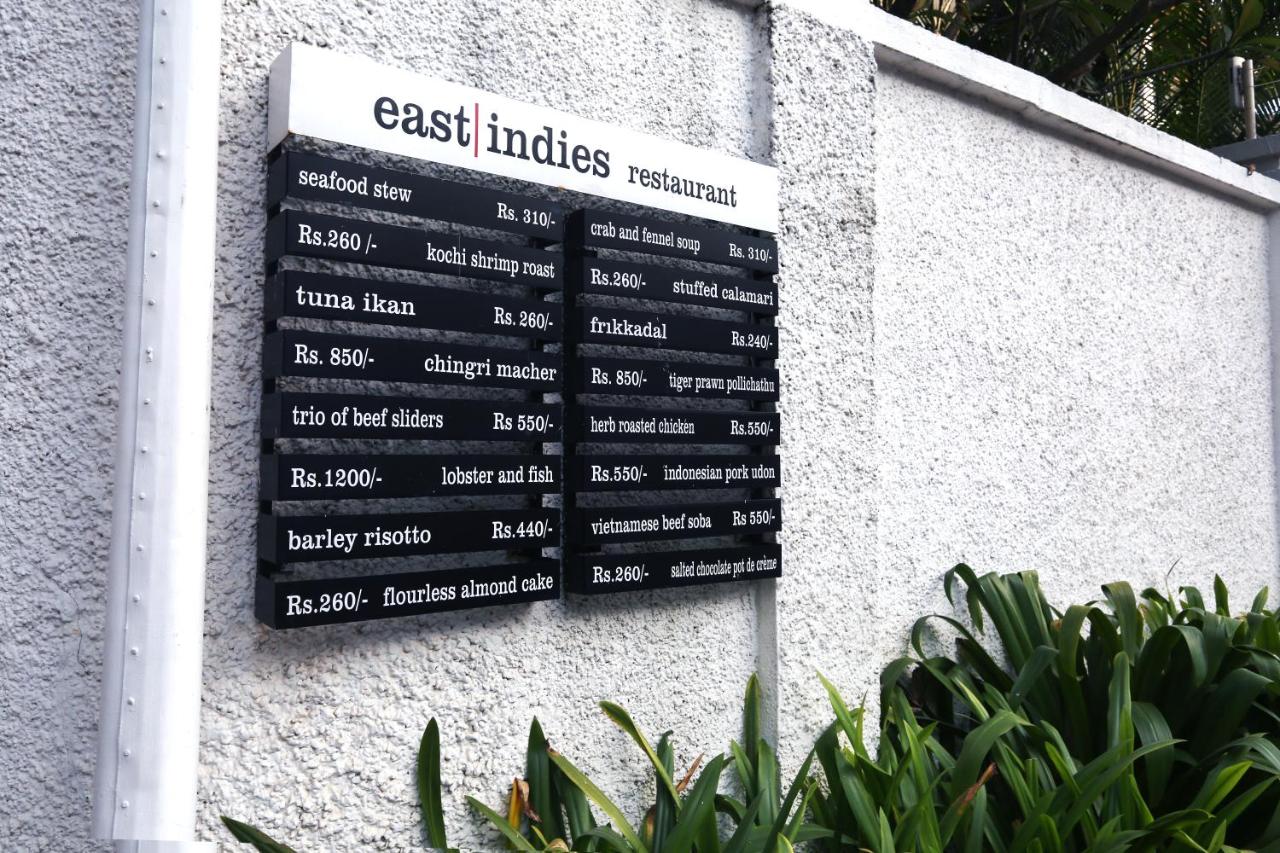 east|indies restaurant
seafood stew Rs. 310/-
Rs.260 /- kochi shrimp roast
tuna ikan Rs. 260/-
Rs. 850/- chingri macher
trio of beef sliders Rs 550/-
Rs.1200/- lobster and fish
barley risotto Rs.440/-
Rs.260/- flourless almond cake
crab and fennel soup Rs. 310/-
Rs.260/- stuffed calamari
frıkkadal Rs.240/-
Rs. 850/- tiger prawn pollichathu
herb roasted chicken Rs.550/-
Rs.550/- indonesian pork udon
vietnamese beef soba Rs 550/-
Rs.260/- salted chocolate pot de crème